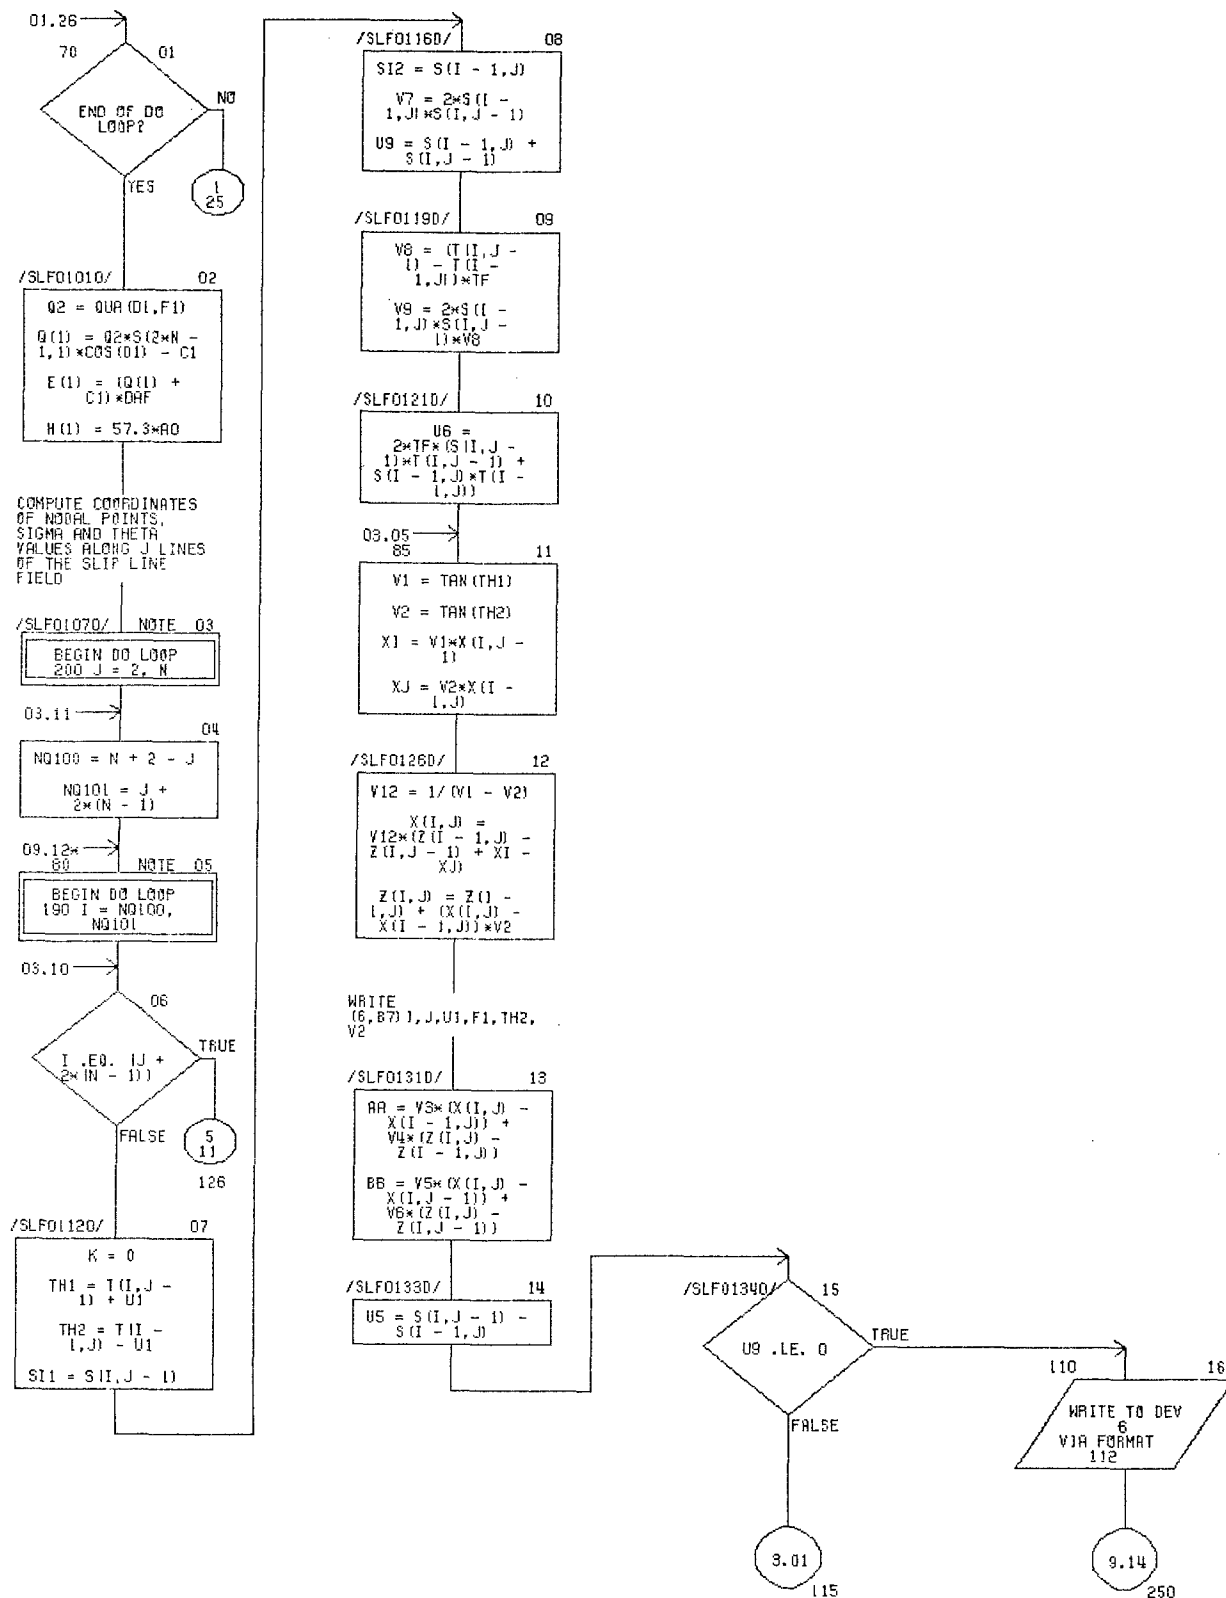 01.26
70 01
END OF DO
LOOP?
NO
1
25
YES
/SLF01010/ 02
Q2 = QUA(D1,F1)
Q(1) = Q2*S(2*N -
1,1)*COS(D1) - C1
E(1) = (Q(1) +
C1)*DAF
H(1) = 57.3*AO
COMPUTE COORDINATES
OF NODAL POINTS,
SIGMA AND THETA
VALUES ALONG J LINES
OF THE SLIP LINE
FIELD
/SLF01070/ NOTE 03
BEGIN DO LOOP
200 J = 2, N
03.11
04
NQ100 = N + 2 - J
NQ101 = J +
2*(N - 1)
09.12*
80 NOTE 05
BEGIN DO LOOP
190 I = NQ100,
NQ101
03.10
06
I .EQ. (J +
2*(N - 1))
TRUE
5
11
126
FALSE
/SLF01120/ 07
K = 0
TH1 = T(I,J -
1) + U1
TH2 = T(I -
1,J) - U1
SI1 = S(I,J - 1)
/SLF01160/ 08
SI2 = S(I - 1,J)
V7 = 2*S(I -
1,J)*S(I,J - 1)
U9 = S(I - 1,J) +
S(I,J - 1)
/SLF01190/ 09
V8 = (T(I,J -
1) - T(I -
1,J))*TF
V9 = 2*S(I -
1,J)*S(I,J -
1)*V8
/SLF01210/ 10
U6 =
2*TF*(S(I,J -
1)*T(I,J - 1) +
S(I - 1,J)*T(I -
1,J))
03.05
85 11
V1 = TAN(TH1)
V2 = TAN(TH2)
XI = V1*X(I,J -
1)
XJ = V2*X(I -
1,J)
/SLF01260/ 12
V12 = 1/(V1 - V2)
X(I,J) =
V12*(Z(I - 1,J) -
Z(I,J - 1) + XI -
XJ)
Z(I,J) = Z(I -
1,J) + (X(I,J) -
X(I - 1,J))*V2
WRITE
(6,87) I,J,U1,F1,TH2,
V2
/SLF01310/ 13
AA = V3*(X(I,J) -
X(I - 1,J)) +
V4*(Z(I,J) -
Z(I - 1,J))
BB = V5*(X(I,J) -
X(I,J - 1)) +
V6*(Z(I,J) -
Z(I,J - 1))
/SLF01330/ 14
U5 = S(I,J - 1) -
S(I - 1,J)
/SLF01340/ 15
U9 .LE. 0
TRUE
FALSE
3.01
115
110 16
WRITE TO DEV
6
VIA FORMAT
112
9.14
250